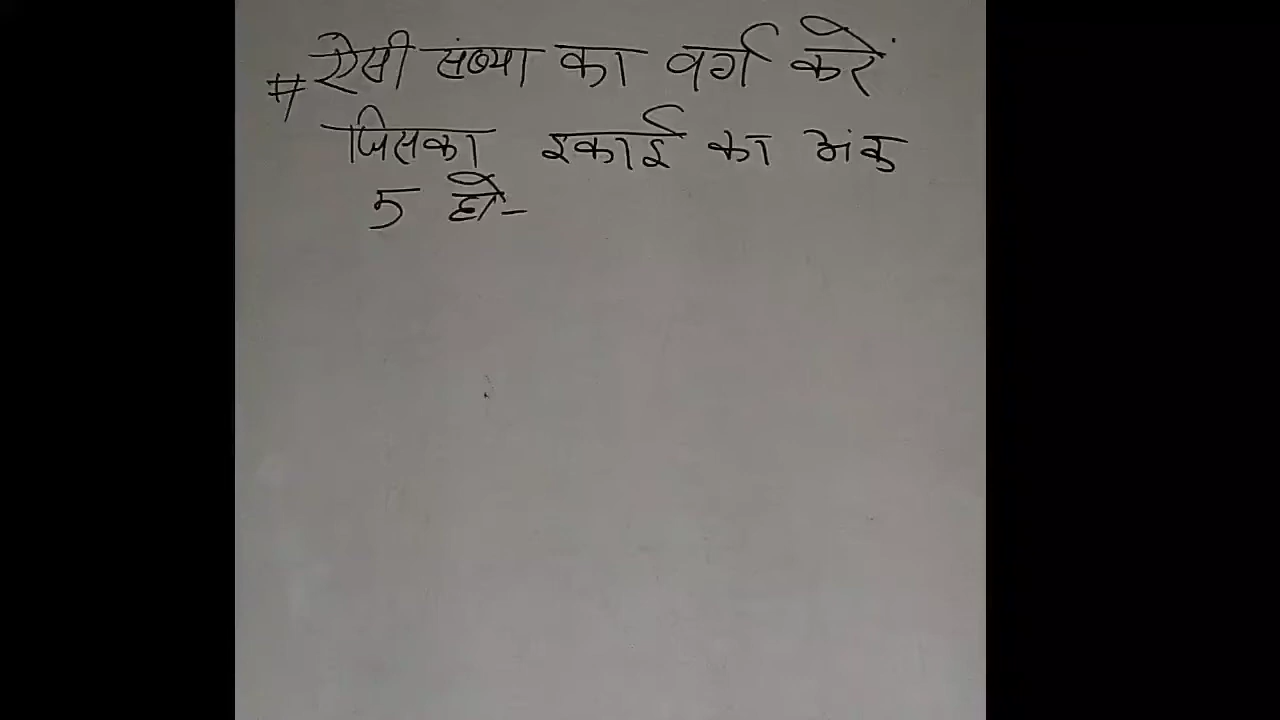 # ऐसी संख्या का वर्ग करें
जिसका इकाई का अंक
5 हो-